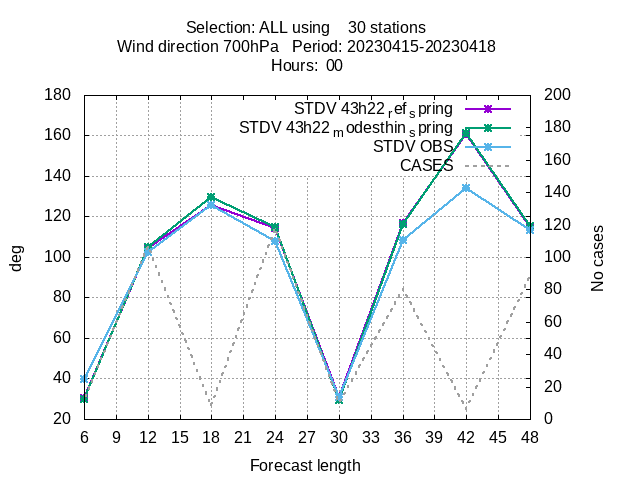 Selection: ALL using 30 stations
Wind direction 700hPa Period: 20230415-20230418
Hours: 00
180 200
STDV 43h22 ref spring
160 180
STDV 43h22 modesthin spring
STDV OBS
160
CASES
140 140
120 120
100 100
80 80
60 60
40 40
20
20 0
6 9 12 15 18 21 24 27 30 33 36 39 42 45 48
deg
No cases
Forecast length